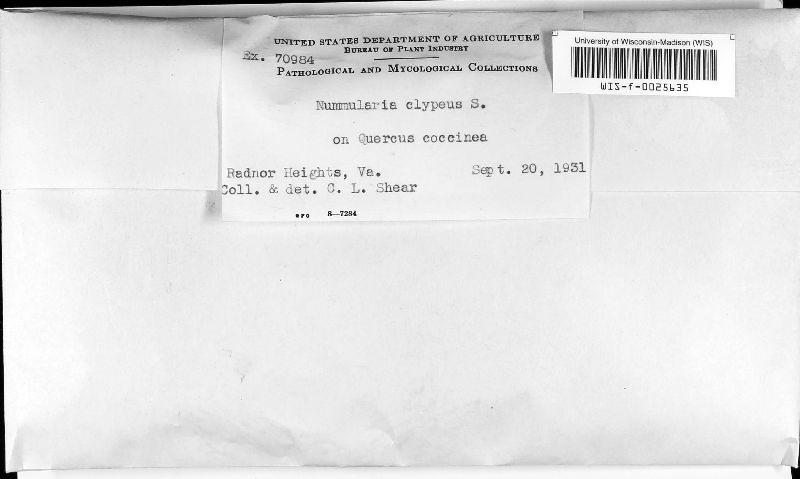 UNITED STATES DEPARTMENT OF AGRICULTURE
BUREAU OF PLANT INDUSTRY
Ex. 70984
PATHOLOGICAL AND MYCOLOGICAL COLLECTIONS
University of Wisconsin-Madison (WIS)
WIS-f-0025635
Nummularia clypeus S.
on Quercus coccinea
Radnor Heights, Va. Sept. 20, 1931
Coll. & det. C. L. Shear
GPO 8—7284